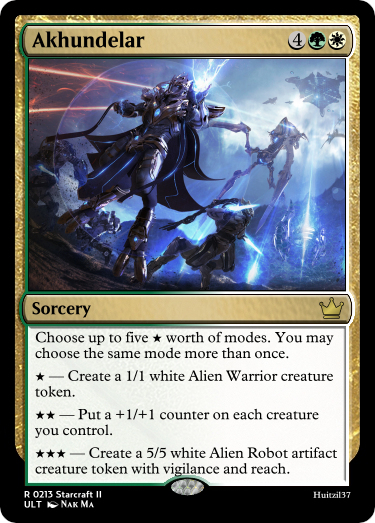 Akhundelar 4
Sorcery
Choose up to five ★ worth of modes. You may
choose the same mode more than once.
★ — Create a 1/1 white Alien Warrior creature
token.
★★ — Put a +1/+1 counter on each creature
you control.
★★★ — Create a 5/5 white Alien Robot artifact
creature token with vigilance and reach.
R 0213 Starcraft II
ULT Nak Ma
Huitzil37